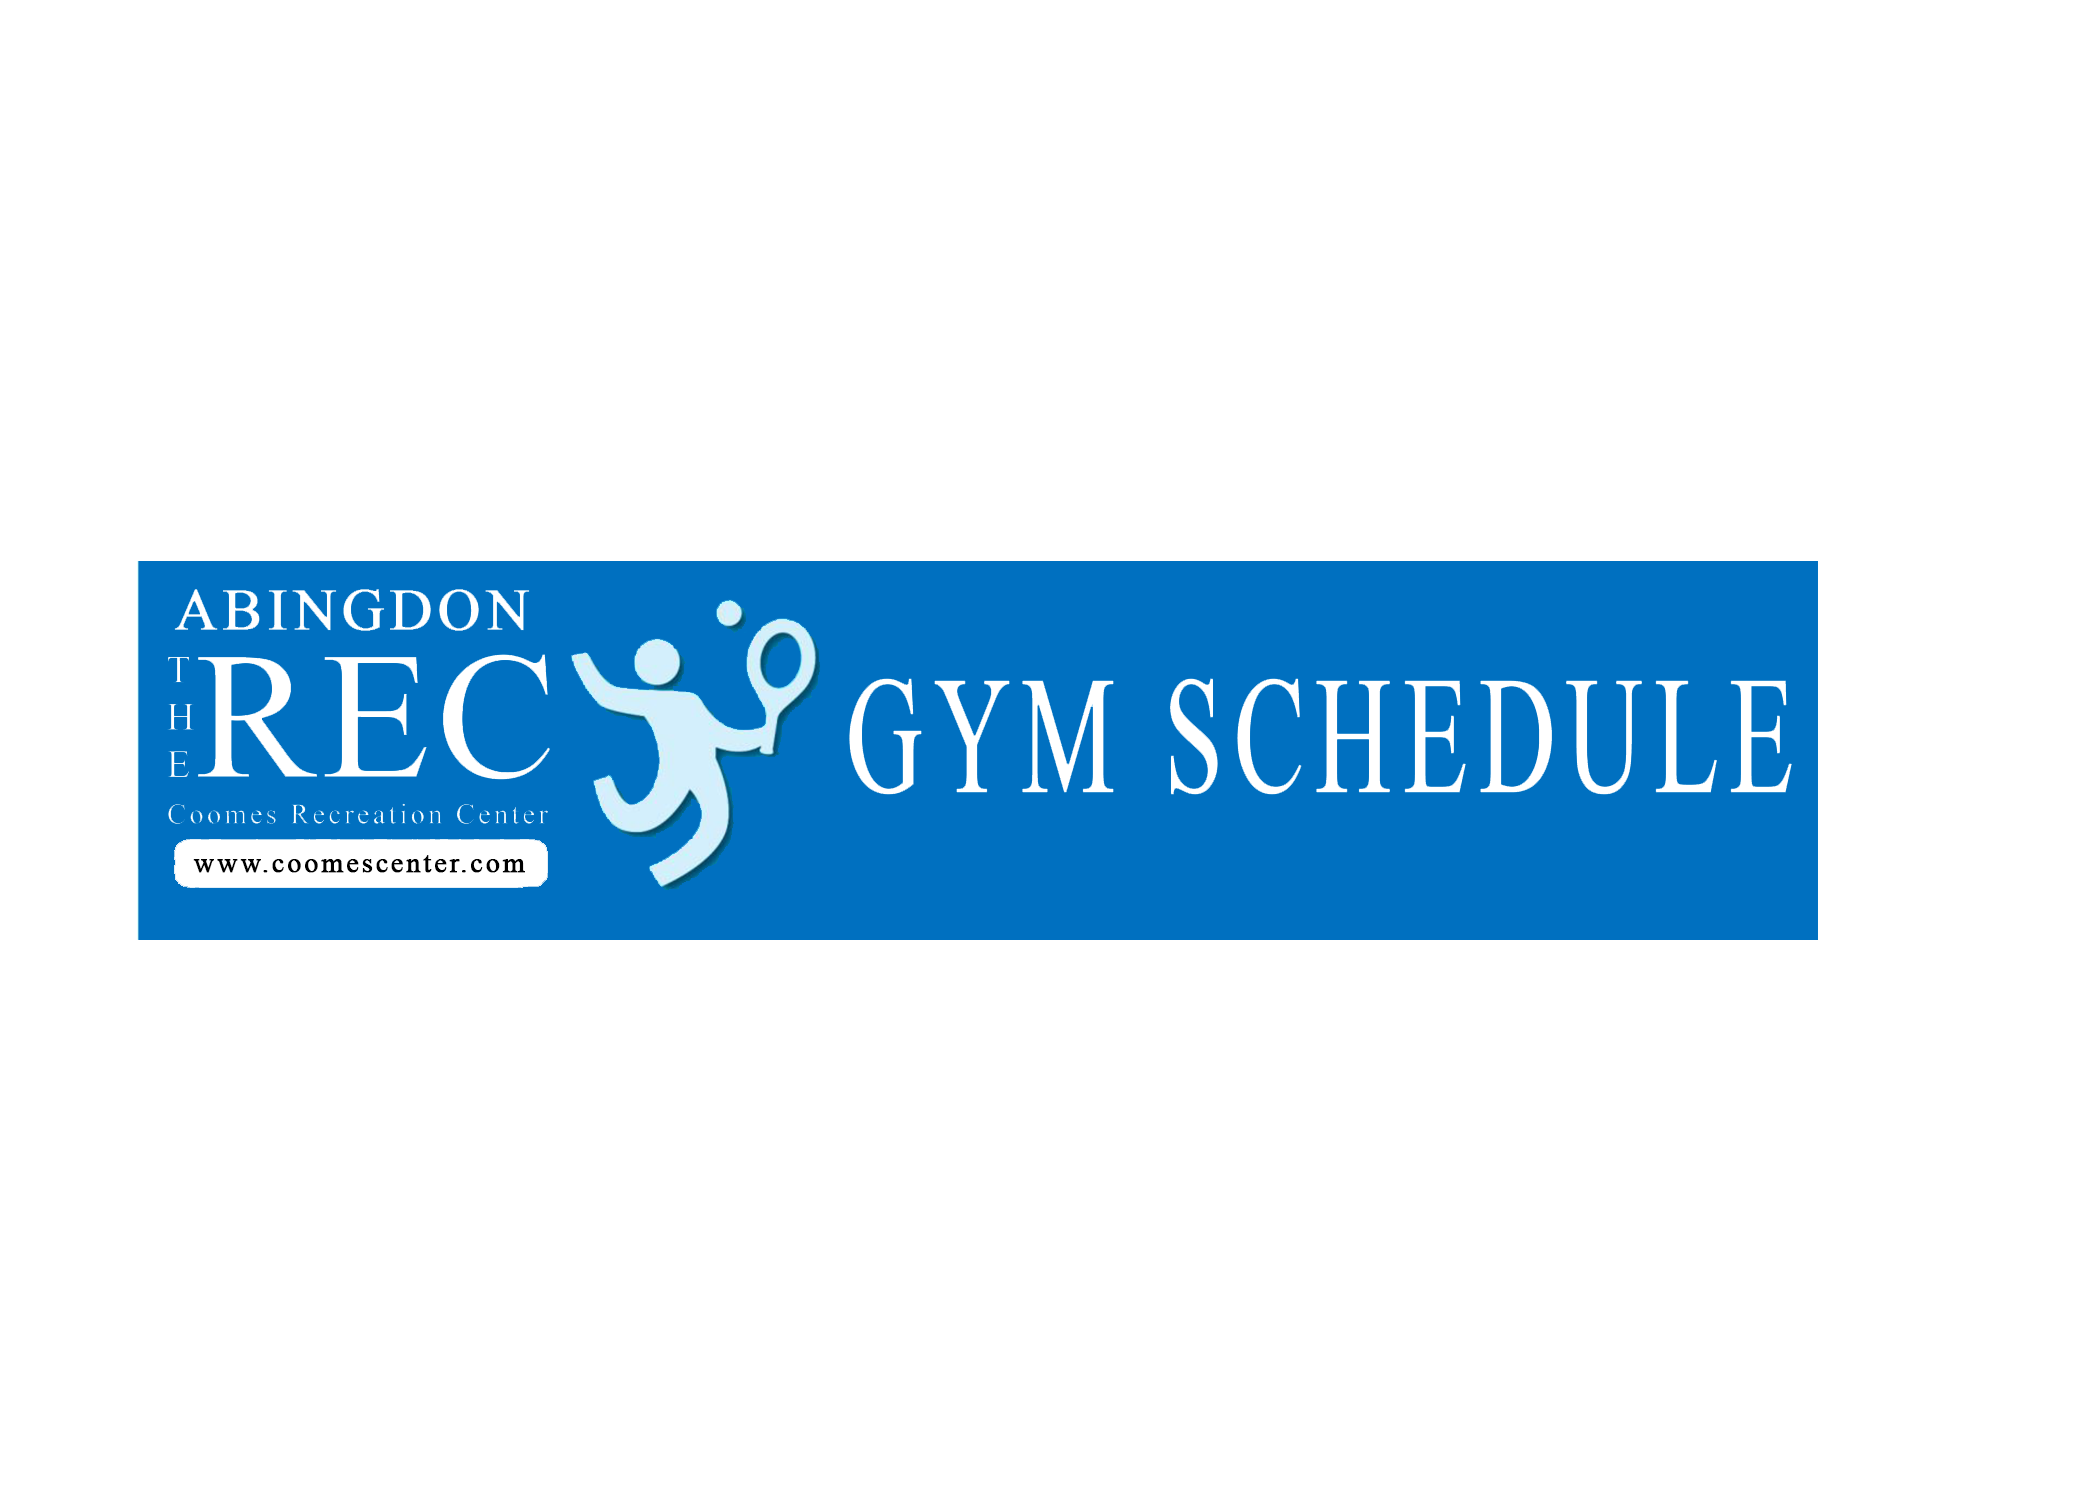 ABINGDON
THE
REC
Coomes Recreation Center
www.coomescenter.com
GYM SCHEDULE